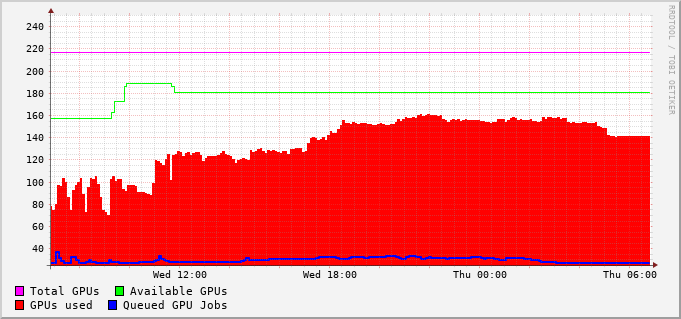 RRDTOOL / TOBI OETIKER
240
220
200
180
160
140
120
100
80
60
40
Wed 12:00 Wed 18:00 Thu 00:00 Thu 06:00
Total GPUs Available GPUs
GPUs used Queued GPU Jobs